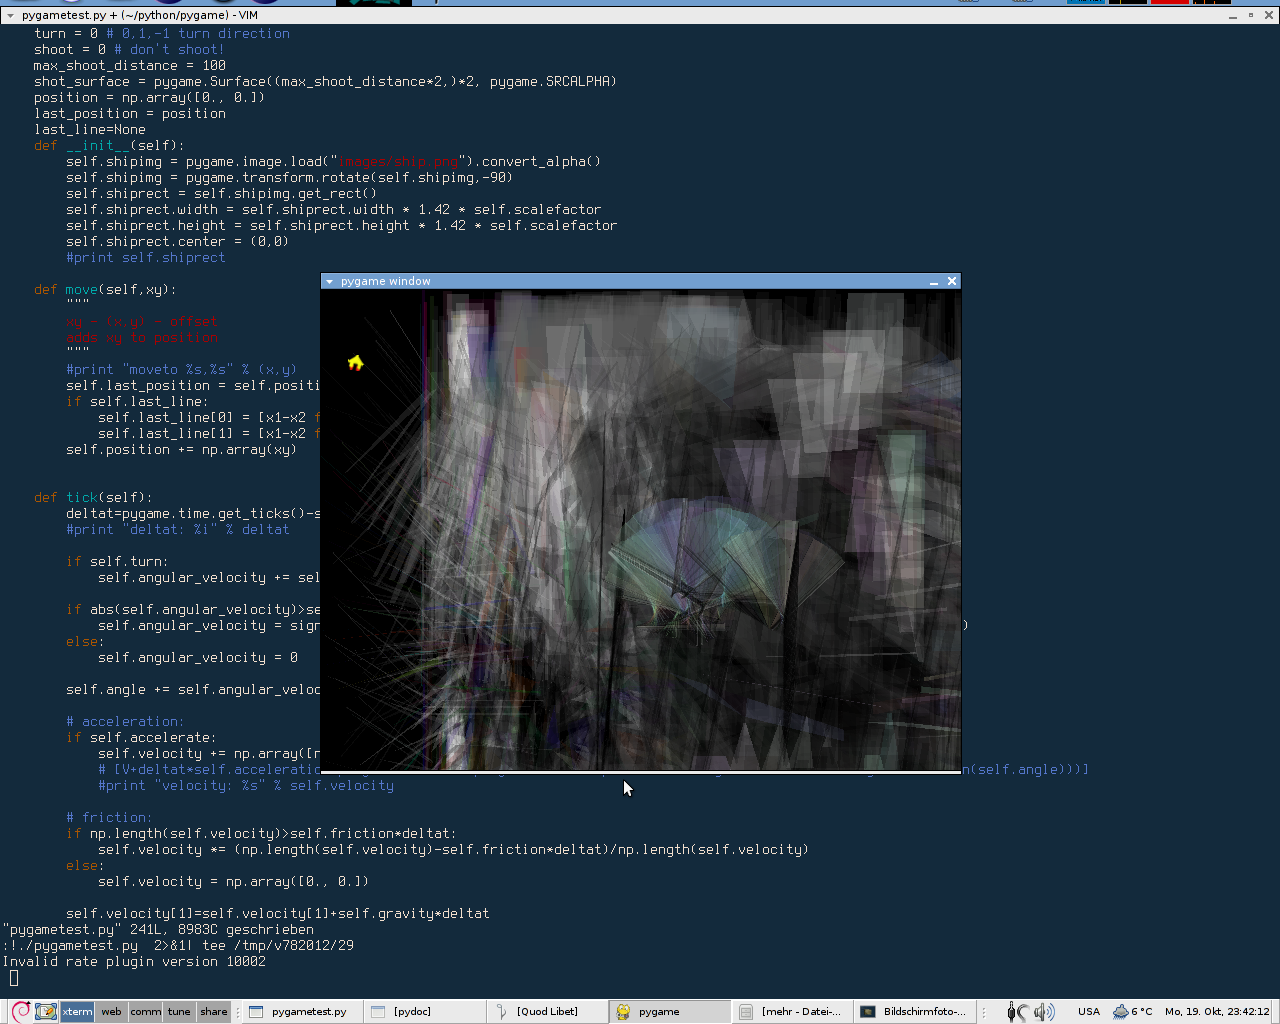 pygametest.py + (~/python/pygame) - VIM
turn = 0 # 0,1,-1 turn direction
shoot = 0 # don't shoot!
max_shoot_distance = 100
shot_surface = pygame.Surface((max_shoot_distance*2,)*2, pygame.SRCALPHA)
position = np.array([0., 0.])
last_position = position
last_line=None
def __init__(self):
self.shipimg = pygame.image.load("images/ship.png").convert_alpha()
self.shipimg = pygame.transform.rotate(self.shipimg,-90)
self.shiprect = self.shipimg.get_rect()
self.shiprect.width = self.shiprect.width * 1.42 * self.scalefactor
self.shiprect.height = self.shiprect.height * 1.42 * self.scalefactor
self.shiprect.center = (0,0)
#print self.shiprect
def move(self,xy):
"""
xy - (x,y) - offset
adds xy to position
"""
#print "moveto %s,%s" % (x,y)
self.last_position = self.positi
if self.last_line:
self.last_line[0] = [x1-x2 f
self.last_line[1] = [x1-x2 f
self.position += np.array(xy)
def tick(self):
deltat=pygame.time.get_ticks()-s
#print "deltat: %i" % deltat
if self.turn:
self.angular_velocity += sel
if abs(self.angular_velocity)>se
self.angular_velocity = sign )
else:
self.angular_velocity = 0
self.angle += self.angular_veloc
# acceleration:
if self.accelerate:
self.velocity += np.array([n
# [V+deltat*self.acceleratio n(self.angle)))]
#print "velocity: %s" % self.velocity
# friction:
if np.length(self.velocity)>self.friction*deltat:
self.velocity *= (np.length(self.velocity)-self.friction*deltat)/np.length(self.velocity)
else:
self.velocity = np.array([0., 0.])
self.velocity[1]=self.velocity[1]+self.gravity*deltat
"pygametest.py" 241L, 8983C geschrieben
:!./pygametest.py 2>&1| tee /tmp/v782012/29
Invalid rate plugin version 10002
pygame window
xterm web comm tune share pygametest.py [pydoc] [Quod Libet] pygame [mehr - Datei-... Bildschirmfoto-... USA 6 °C Mo, 19. Okt, 23:42:12